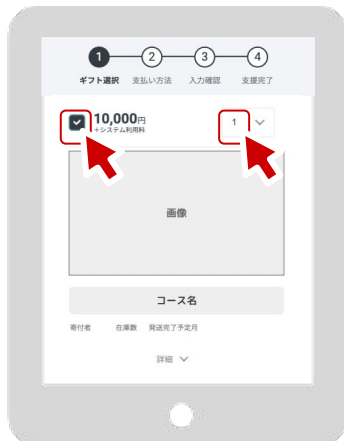 1 2 3 4
ギフト選択 支払い方法 入力確認 支援完了
10,000円
+システム利用料
1
画像
コース名
寄付者 在庫数 発送完了予定月
詳細